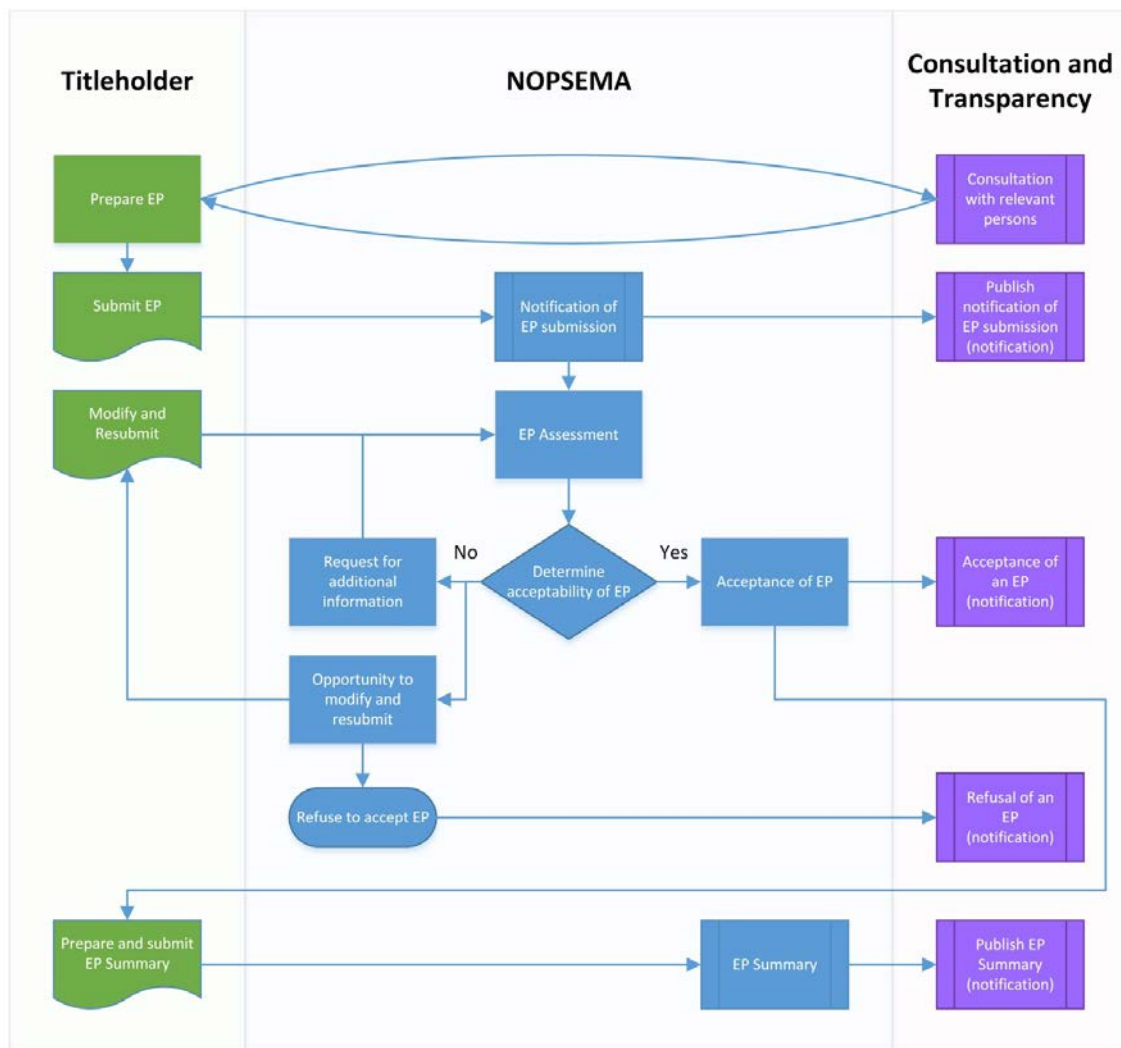 Titleholder
NOPSEMA
Consultation and
Transparency
Prepare EP
Consultation
with relevant
persons
Submit EP
Notification of
EP submission
Publish
notification of
EP submission
(notification)
Modify and
Resubmit
EP Assessment
No
Yes
Request for
additional
information
Determine
acceptability of EP
Acceptance of EP
Acceptance of
an EP
(notification)
Opportunity to
modify and
resubmit
Refuse to accept EP
Refusal of an
EP
(notification)
Prepare and submit
EP Summary
EP Summary
Publish EP
Summary
(notification)